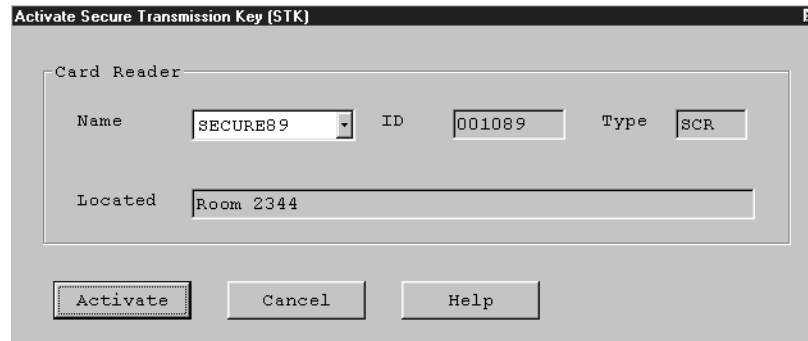 Activate Secure Transmission Key (STK)
Card Reader
Name SECURE89 ID 001089 Type SCR
Located Room 2344
Activate Cancel Help